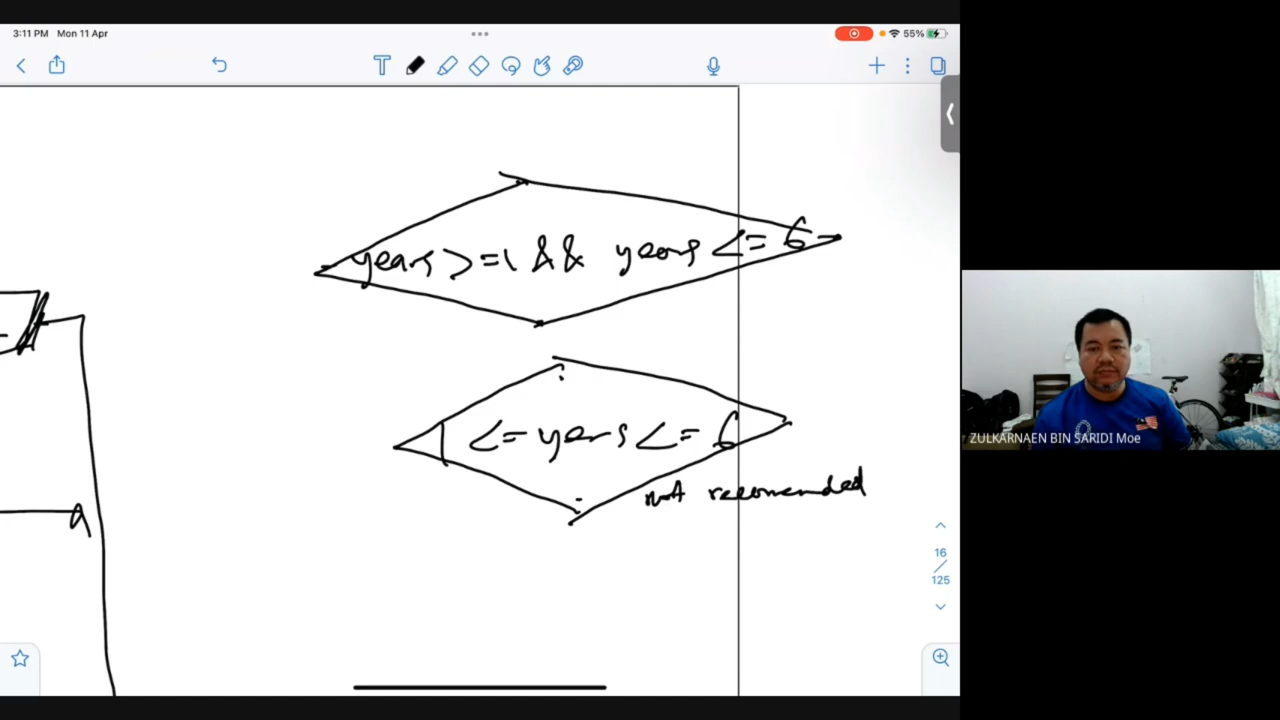 3:11 PM Mon 11 Apr
55%
years >=1 && years <= 6
1 <= years <= 6
not recomended
16
125
ZULKARNAEN BIN SARIDI Moe